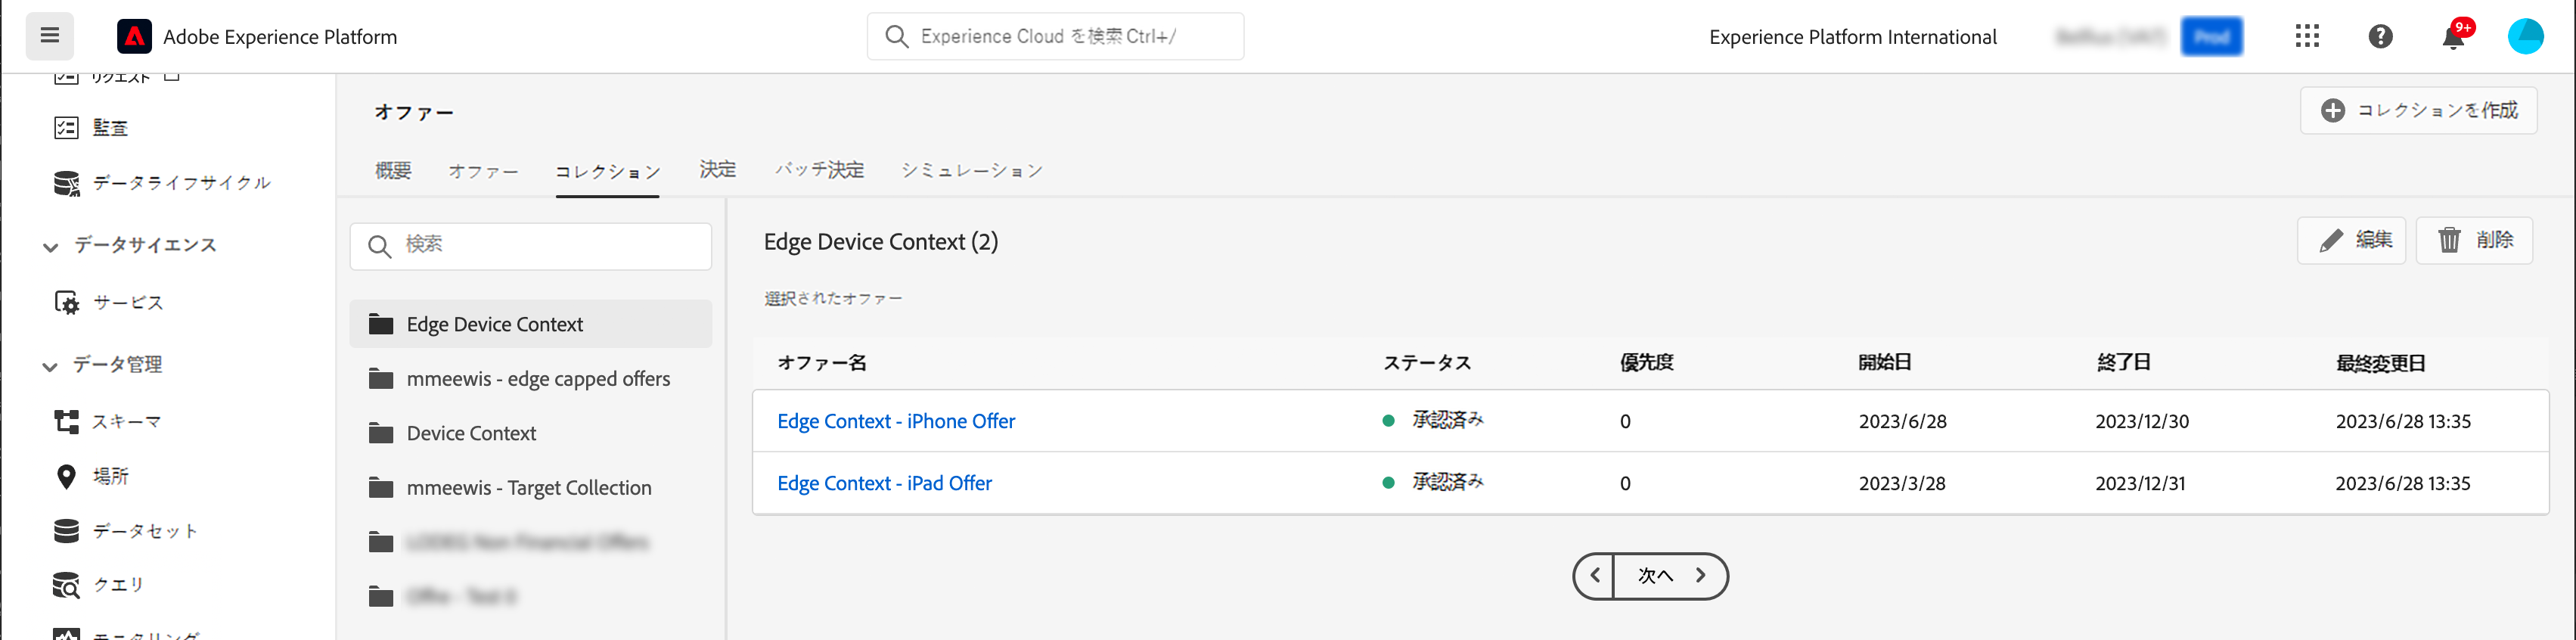 Adobe Experience Platform
Experience Cloud を検索 Ctrl+/
Experience Platform International
Prod
9+
リクエスト
監査
データライフサイクル
データサイエンス
サービス
データ管理
スキーマ
場所
データセット
クエリ
モニタリング
オファー
コレクションを作成
概要 オファー コレクション 決定 バッチ決定 シミュレーション
検索
Edge Device Context
mmeewis - edge capped offers
Device Context
mmeewis - Target Collection
Edge Device Context (2)
編集
削除
選択されたオファー
オファー名 ステータス 優先度 開始日 終了日 最終変更日
Edge Context - iPhone Offer 承認済み 0 2023/6/28 2023/12/30 2023/6/28 13:35
Edge Context - iPad Offer 承認済み 0 2023/3/28 2023/12/31 2023/6/28 13:35
次へ